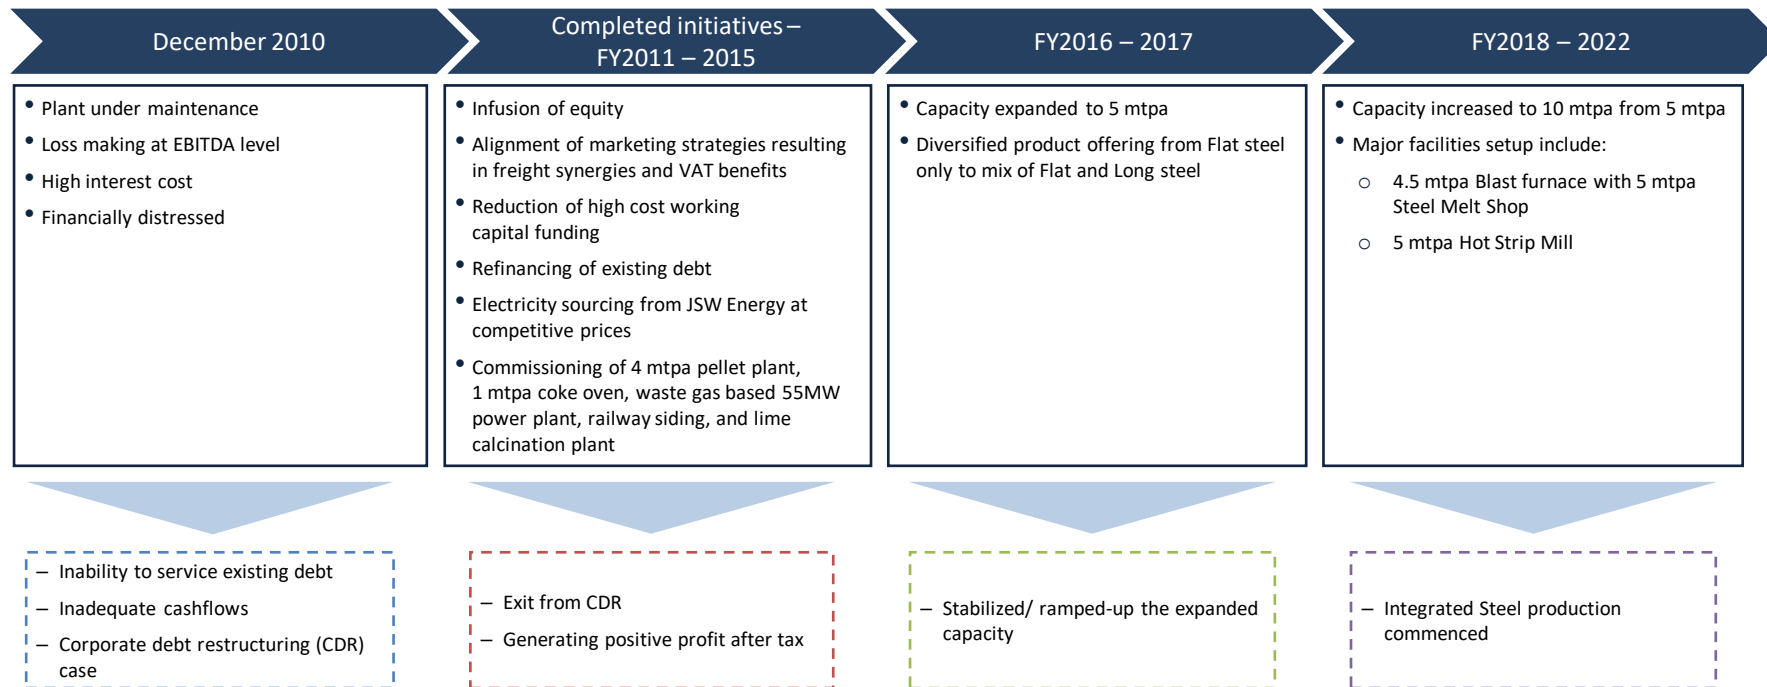 December 2010
• Plant under maintenance
• Loss making at EBITDA level
• High interest cost
• Financially distressed
– Inability to service existing debt
– Inadequate cashflows
– Corporate debt restructuring (CDR)
case
Completed initiatives –
FY2011 – 2015
• Infusion of equity
• Alignment of marketing strategies resulting
in freight synergies and VAT benefits
• Reduction of high cost working
capital funding
• Refinancing of existing debt
• Electricity sourcing from JSW Energy at
competitive prices
• Commissioning of 4 mtpa pellet plant,
1 mtpa coke oven, waste gas based 55MW
power plant, railway siding, and lime
calcination plant
– Exit from CDR
– Generating positive profit after tax
FY2016 – 2017
• Capacity expanded to 5 mtpa
• Diversified product offering from Flat steel
only to mix of Flat and Long steel
– Stabilized/ ramped-up the expanded
capacity
FY2018 – 2022
• Capacity increased to 10 mtpa from 5 mtpa
• Major facilities setup include:
o 4.5 mtpa Blast furnace with 5 mtpa
Steel Melt Shop
o 5 mtpa Hot Strip Mill
– Integrated Steel production
commenced